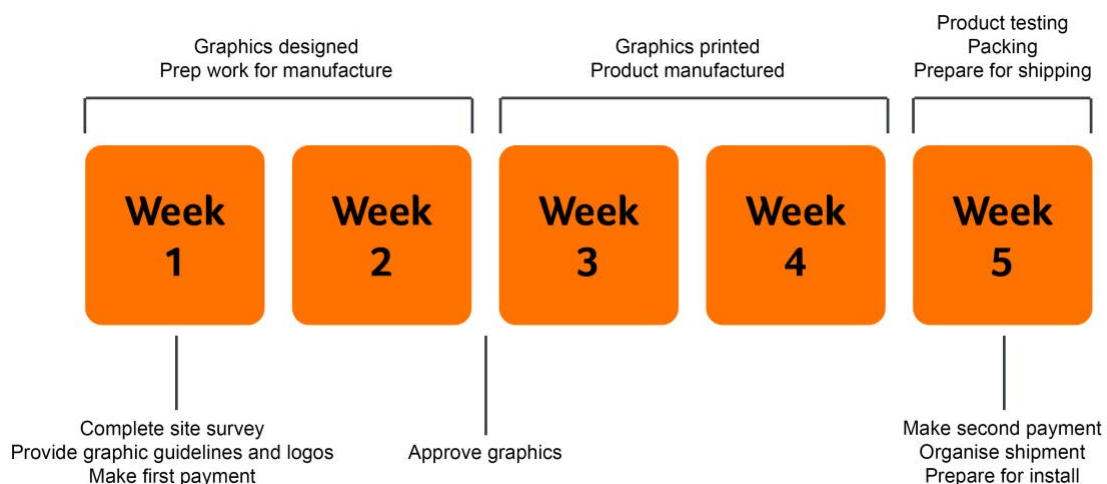 Graphics designed
Prep work for manufacture
Graphics printed
Product manufactured
Product testing
Packing
Prepare for shipping
Week
1
Week
2
Week
3
Week
4
Week
5
Complete site survey
Provide graphic guidelines and logos
Make first payment
Approve graphics
Make second payment
Organise shipment
Prepare for install